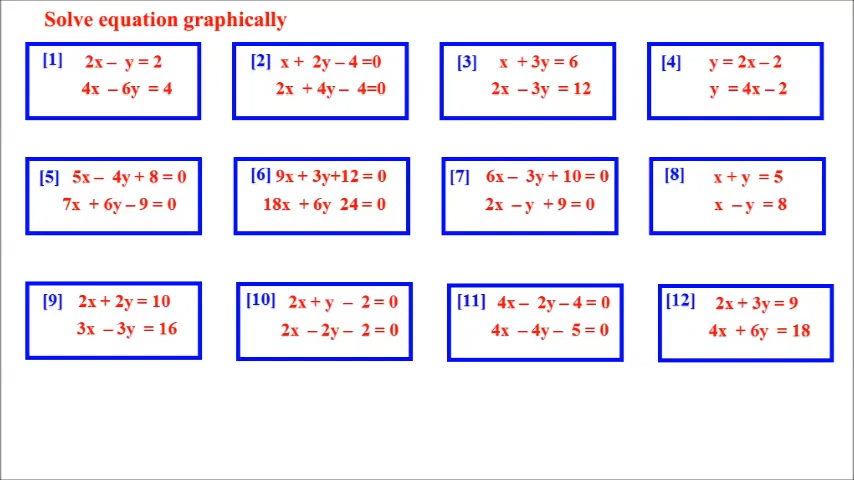 Solve equation graphically
[1] 2x – y = 2
4x – 6y = 4
[2] x + 2y – 4 =0
2x + 4y – 4=0
[3] x + 3y = 6
2x – 3y = 12
[4] y = 2x – 2
y = 4x – 2
[5] 5x – 4y + 8 = 0
7x + 6y – 9 = 0
[6] 9x + 3y+12 = 0
18x + 6y 24 = 0
[7] 6x – 3y + 10 = 0
2x – y + 9 = 0
[8] x + y = 5
x – y = 8
[9] 2x + 2y = 10
3x – 3y = 16
[10] 2x + y – 2 = 0
2x – 2y – 2 = 0
[11] 4x – 2y – 4 = 0
4x – 4y – 5 = 0
[12] 2x + 3y = 9
4x + 6y = 18